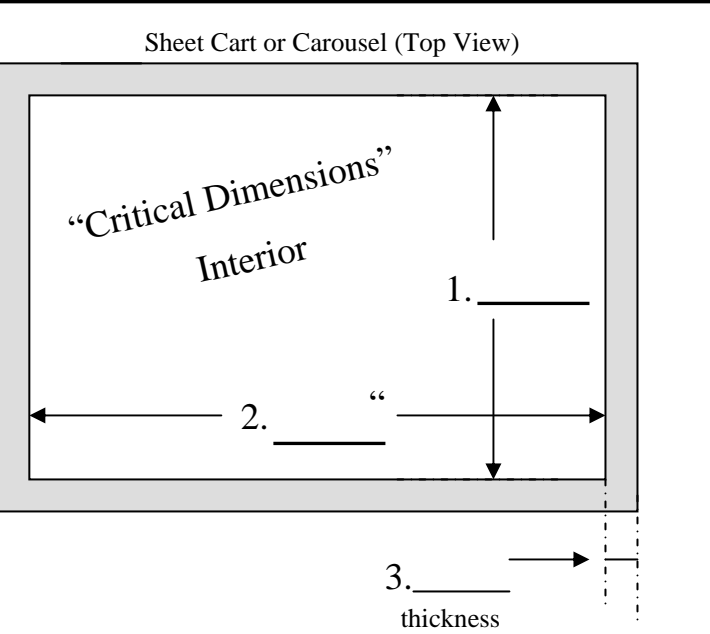 Sheet Cart or Carousel (Top View)
“Critical Dimensions”
Interior
1. ______
2. ______ “
3.______
thickness